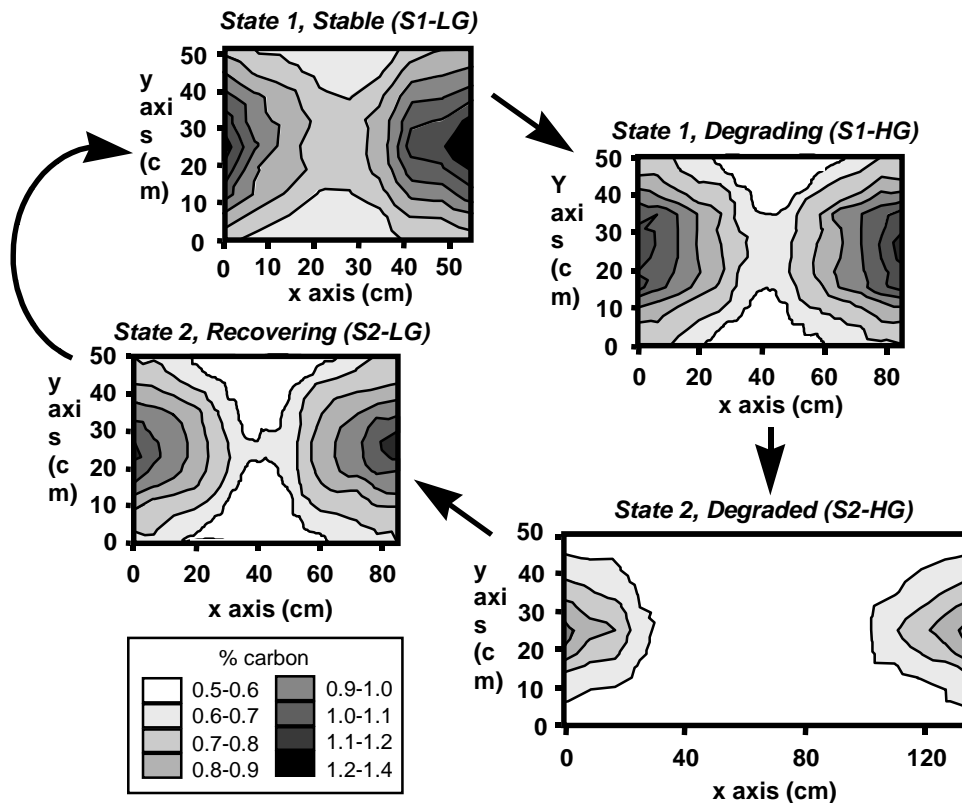 State 1, Stable (S1-LG)
50
40
30
20
10
0
y
axi
s
(c
m)
0 10 20 30 40 50
x axis (cm)
State 1, Degrading (S1-HG)
50
40
30
20
10
0
Y
axi
s
(c
m)
0 20 40 60 80
x axis (cm)
State 2, Recovering (S2-LG)
50
40
30
20
10
0
y
axi
s
(c
m)
0 20 40 60 80
x axis (cm)
State 2, Degraded (S2-HG)
50
40
30
20
10
0
y
axi
s
(c
m)
0 40 80 120
x axis (cm)
% carbon
0.5-0.6 0.9-1.0
0.6-0.7 1.0-1.1
0.7-0.8 1.1-1.2
0.8-0.9 1.2-1.4